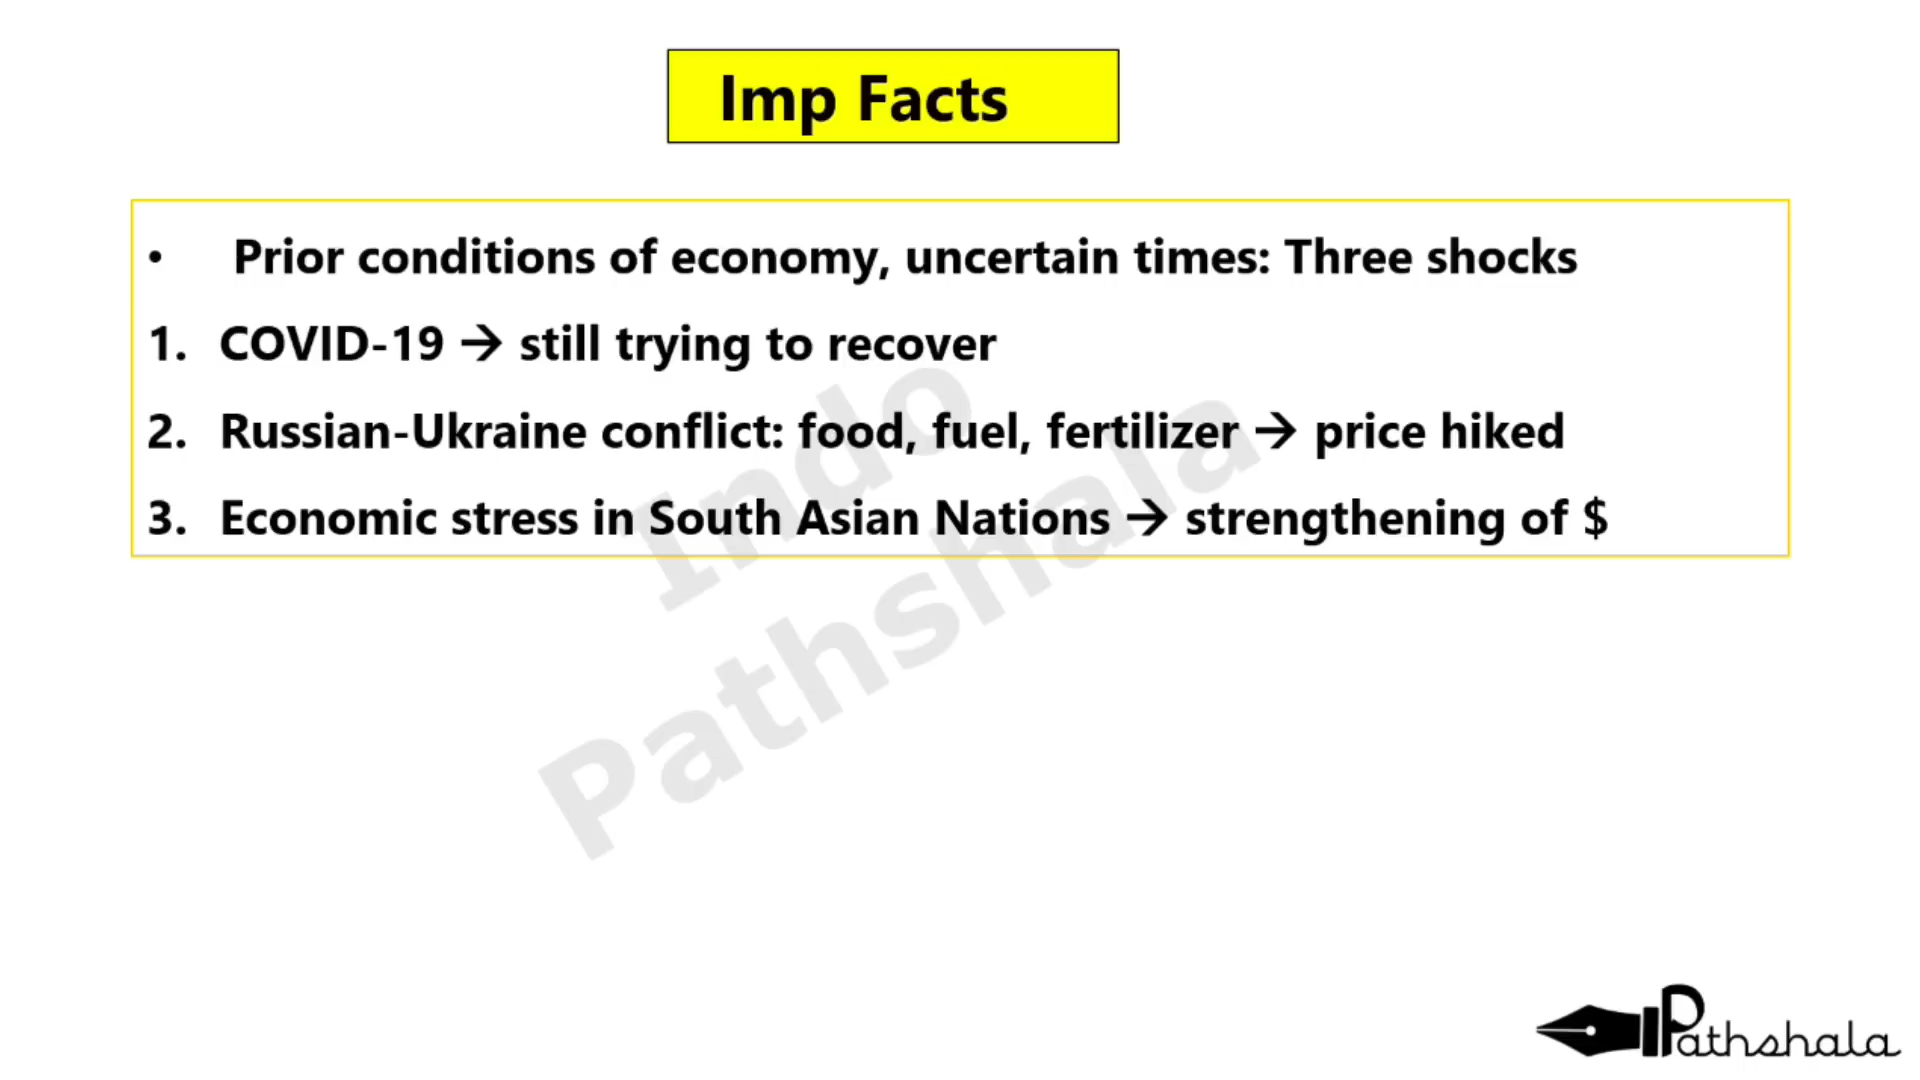 Imp Facts
• Prior conditions of economy, uncertain times: Three shocks
1. COVID-19 → still trying to recover
2. Russian-Ukraine conflict: food, fuel, fertilizer → price hiked
3. Economic stress in South Asian Nations → strengthening of $
Indo
Pathshala
Pathshala